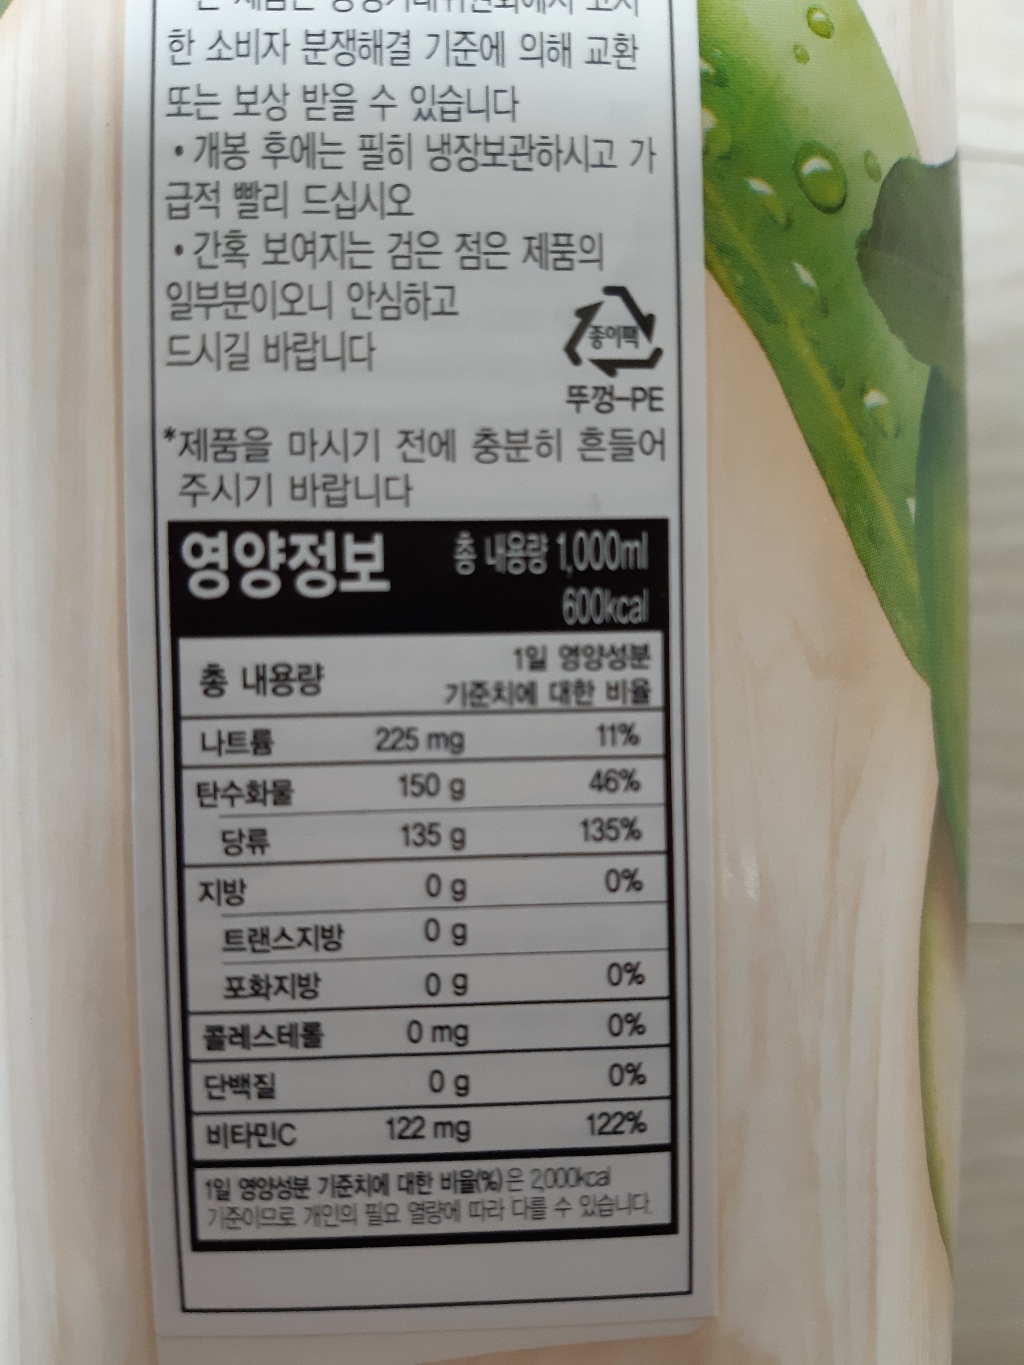 한 소비자 분쟁해결 기준에 의해 교환
또는 보상 받을 수 있습니다
• 개봉 후에는 필히 냉장보관하시고 가
급적 빨리 드십시오
• 간혹 보여지는 검은 점은 제품의
일부분이오니 안심하고
드시길 바랍니다
종이팩
뚜껑-PE
*제품을 마시기 전에 충분히 흔들어
주시기 바랍니다
영양정보 총 내용량 1,000ml
600kcal
총 내용량 1일 영양성분
기준치에 대한 비율
나트륨 225 mg 11%
탄수화물 150 g 46%
당류 135 g 135%
지방 0 g 0%
트랜스지방 0 g
포화지방 0 g 0%
콜레스테롤 0 mg 0%
단백질 0 g 0%
비타민C 122 mg 122%
1일 영양성분 기준치에 대한 비율(%)은 2,000kcal
기준이므로 개인의 필요 열량에 따라 다를 수 있습니다.